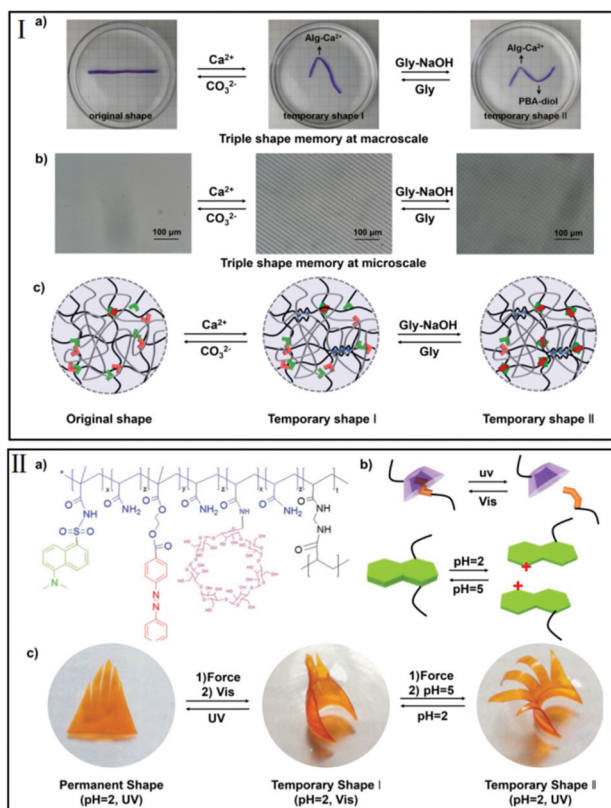 I
a)
original shape
Ca²⁺
CO₃²⁻
Alg-Ca²⁺
temporary shape I
Gly-NaOH
Gly
Alg-Ca²⁺
PBA-diol
temporary shape II
Triple shape memory at macroscale
b)
100 μm
Ca²⁺
CO₃²⁻
100 μm
Gly-NaOH
Gly
100 μm
Triple shape memory at microscale
c)
Ca²⁺
CO₃²⁻
Gly-NaOH
Gly
Original shape
Temporary shape I
Temporary shape II
II
a)
b)
uv
Vis
pH=2
pH=5
c)
1)Force
2) Vis
UV
1)Force
2) pH=5
pH=2
Permanent Shape
(pH=2, UV)
Temporary Shape I
(pH=2, Vis)
Temporary Shape II
(pH=2, UV)